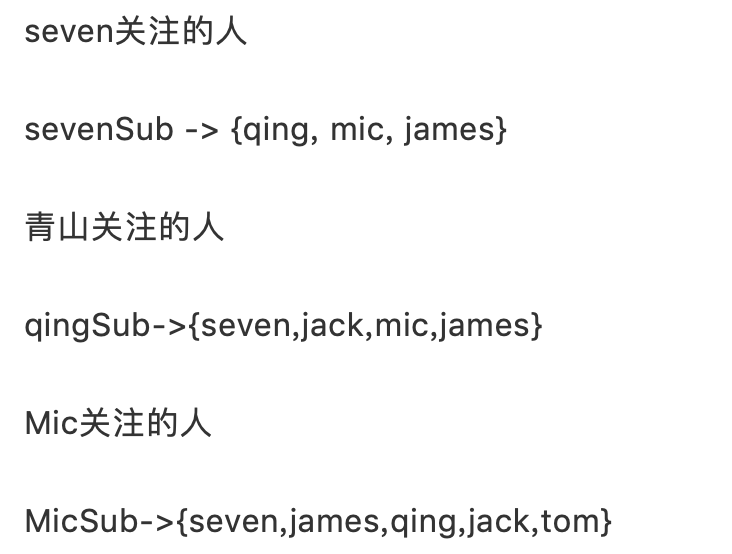 seven关注的人
sevenSub -> {qing, mic, james}
青山关注的人
qingSub->{seven,jack,mic,james}
Mic关注的人
MicSub->{seven,james,qing,jack,tom}